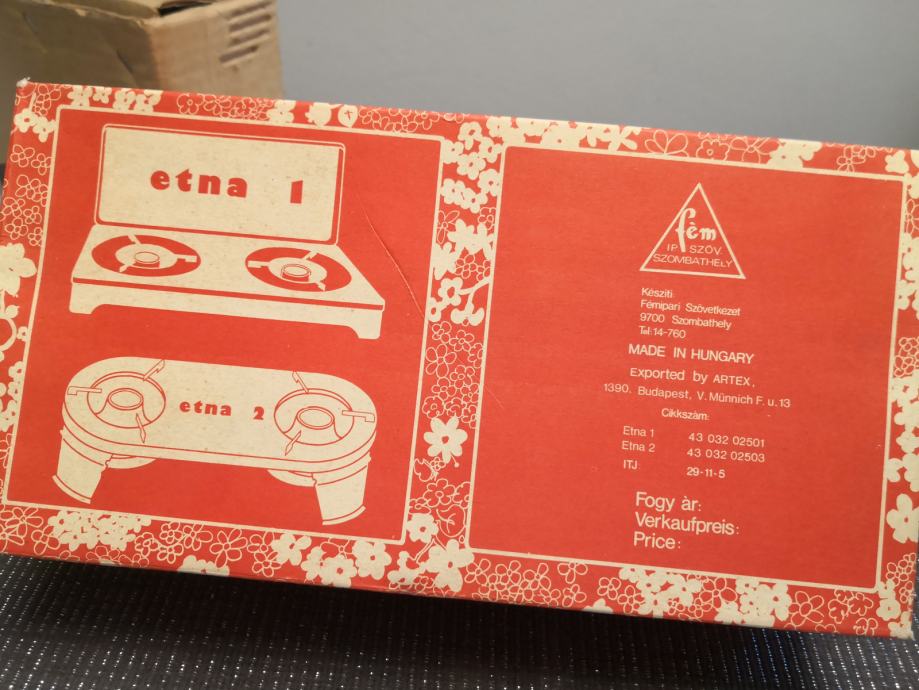 etna 1
etna 2
fèm
IP. SZÖV.
SZOMBATHELY
Készíti:
Fémipari Szövetkezet
9700 Szombathely
Tel:14-760
MADE IN HUNGARY
Exported by ARTEX,
1390. Budapest, V. Münnich F. u. 13
Cikkszám:
Etna 1 43 032 02501
Etna 2 43 032 02503
ITJ: 29-11-5
Fogy àr:
Verkaufpreis:
Price: